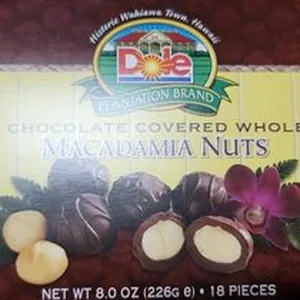 Historic Wahiawa Town, Hawaii
Dole
PLANTATION BRAND
CHOCOLATE COVERED WHOLE
MACADAMIA NUTS
NET WT 8.0 OZ (226G e) • 18 PIECES